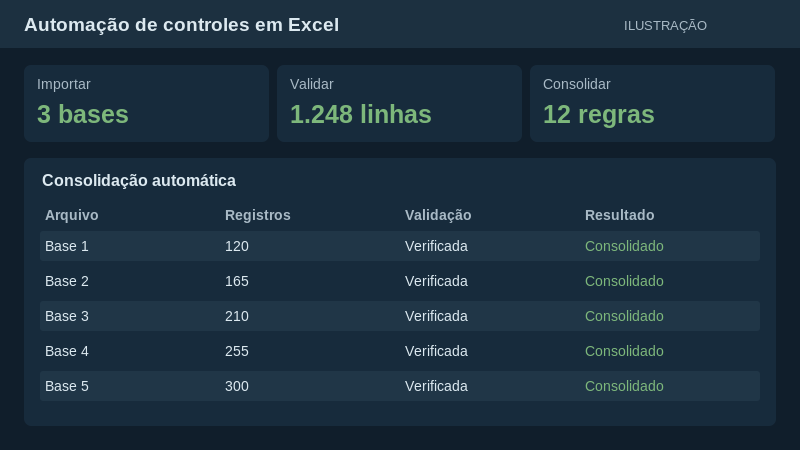 Automação de controles em Excel
ILUSTRAÇÃO
Importar
3 bases
Validar
1.248 linhas
Consolidar
12 regras
Consolidação automática
Arquivo Registros Validação Resultado
Base 1 120 Verificada Consolidado
Base 2 165 Verificada Consolidado
Base 3 210 Verificada Consolidado
Base 4 255 Verificada Consolidado
Base 5 300 Verificada Consolidado